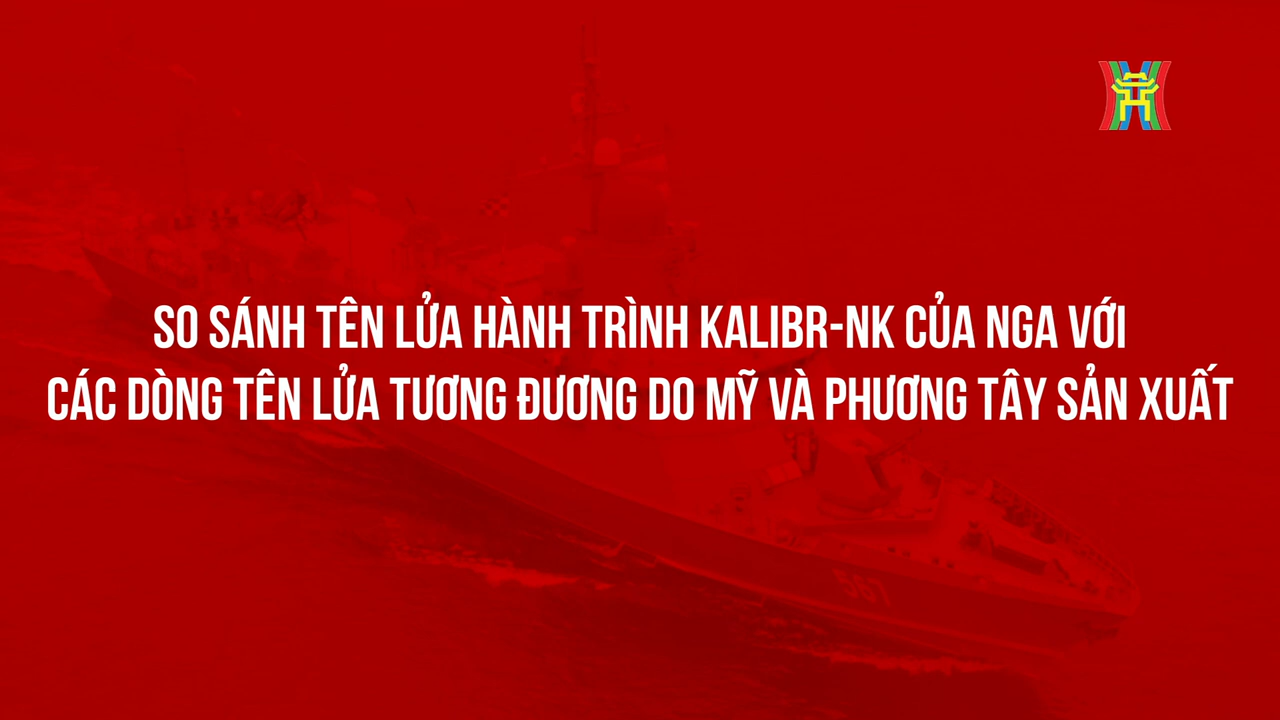 SO SÁNH TÊN LỬA HÀNH TRÌNH KALIBR-NK CỦA NGA VỚI
CÁC DÒNG TÊN LỬA TƯƠNG ĐƯƠNG DO MỸ VÀ PHƯƠNG TÂY SẢN XUẤT